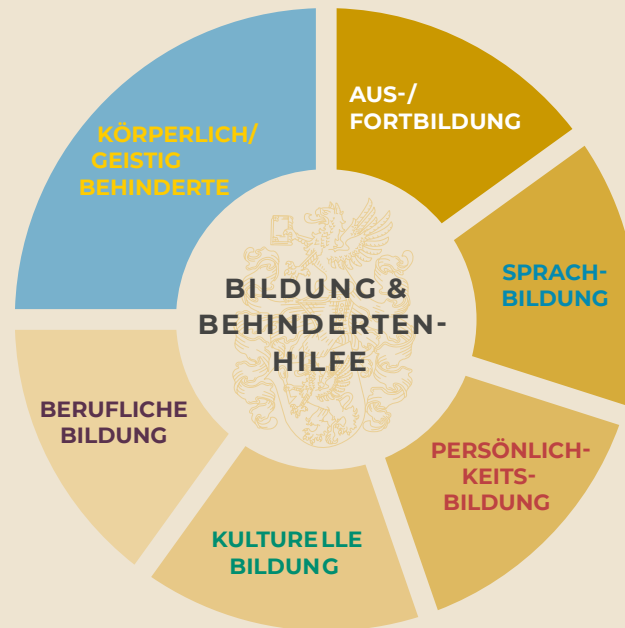 AUS-/
FORTBILDUNG
KÖRPERLICH/
GEISTIG
BEHINDERTE
SPRACH-
BILDUNG
BILDUNG &
BEHINDERTEN-
HILFE
BERUFLICHE
BILDUNG
PERSÖNLICH-
KEITS-
BILDUNG
KULTURELLE
BILDUNG